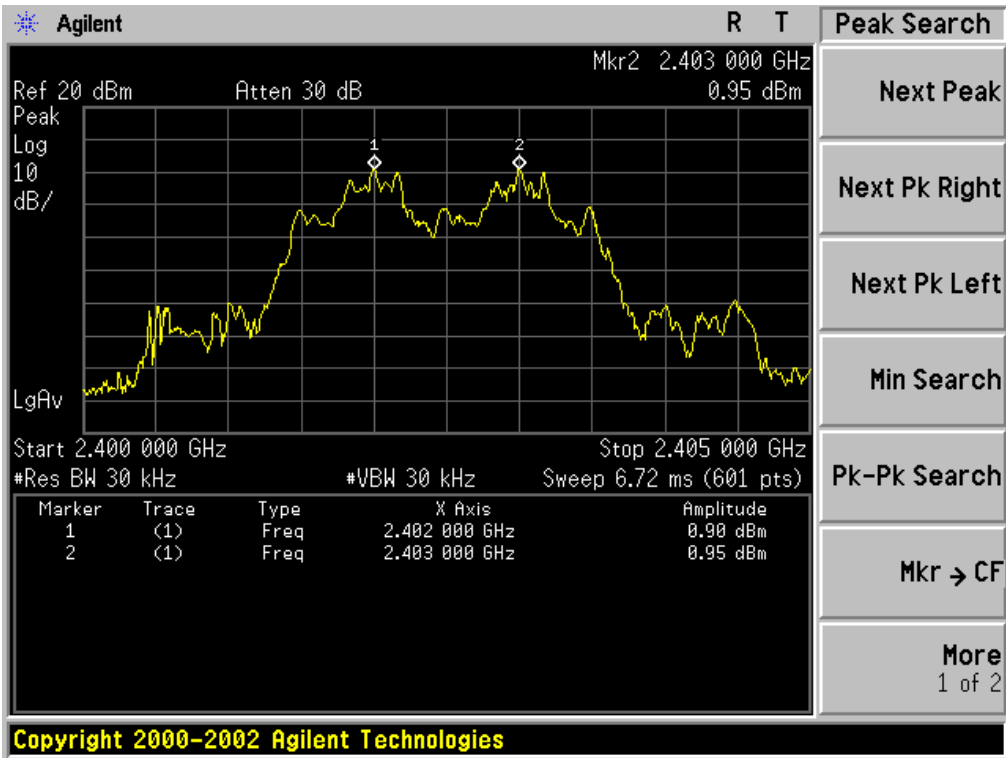 Agilent R T
Mkr2 2.403 000 GHz
Ref 20 dBm Atten 30 dB 0.95 dBm
Peak
Log
10
dB/
1 2
LgAv
Start 2.400 000 GHz Stop 2.405 000 GHz
#Res BW 30 kHz #VBW 30 kHz Sweep 6.72 ms (601 pts)
Marker Trace Type X Axis Amplitude
1 (1) Freq 2.402 000 GHz 0.90 dBm
2 (1) Freq 2.403 000 GHz 0.95 dBm
Peak Search
Next Peak
Next Pk Right
Next Pk Left
Min Search
Pk-Pk Search
Mkr → CF
More
1 of 2
Copyright 2000-2002 Agilent Technologies